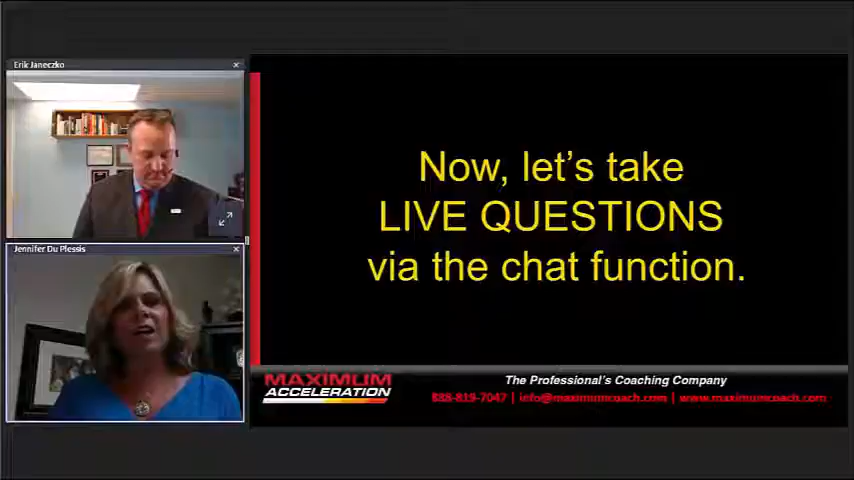 Erik Janeczko
Jennifer Du Plessis
Now, let's take
LIVE QUESTIONS
via the chat function.
MAXIMUM
ACCELERATION
The Professional's Coaching Company
888-819-7047 | info@maximumcoach.com | www.maximumcoach.com